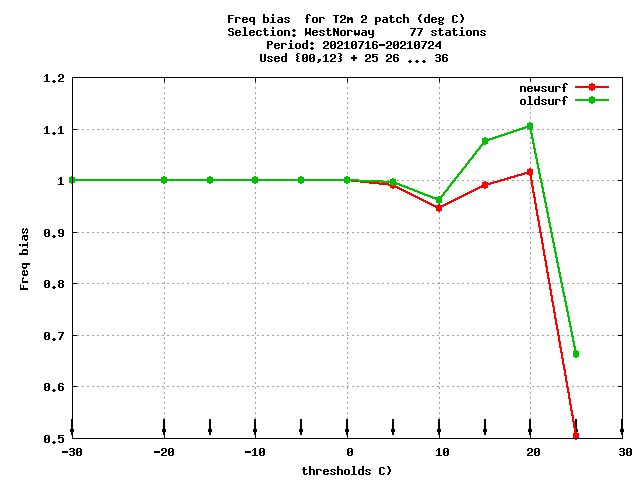 Freq bias  for T2m 2 patch (deg C)
Selection: WestNorway     77 stations
Period: 20210716-20210724
Used {00,12} + 25 26 ... 36
newsurf
oldsurf
1.2
1.1
1
0.9
0.8
0.7
0.6
0.5
Freq bias
-30 -20 -10 0 10 20 30
thresholds C)